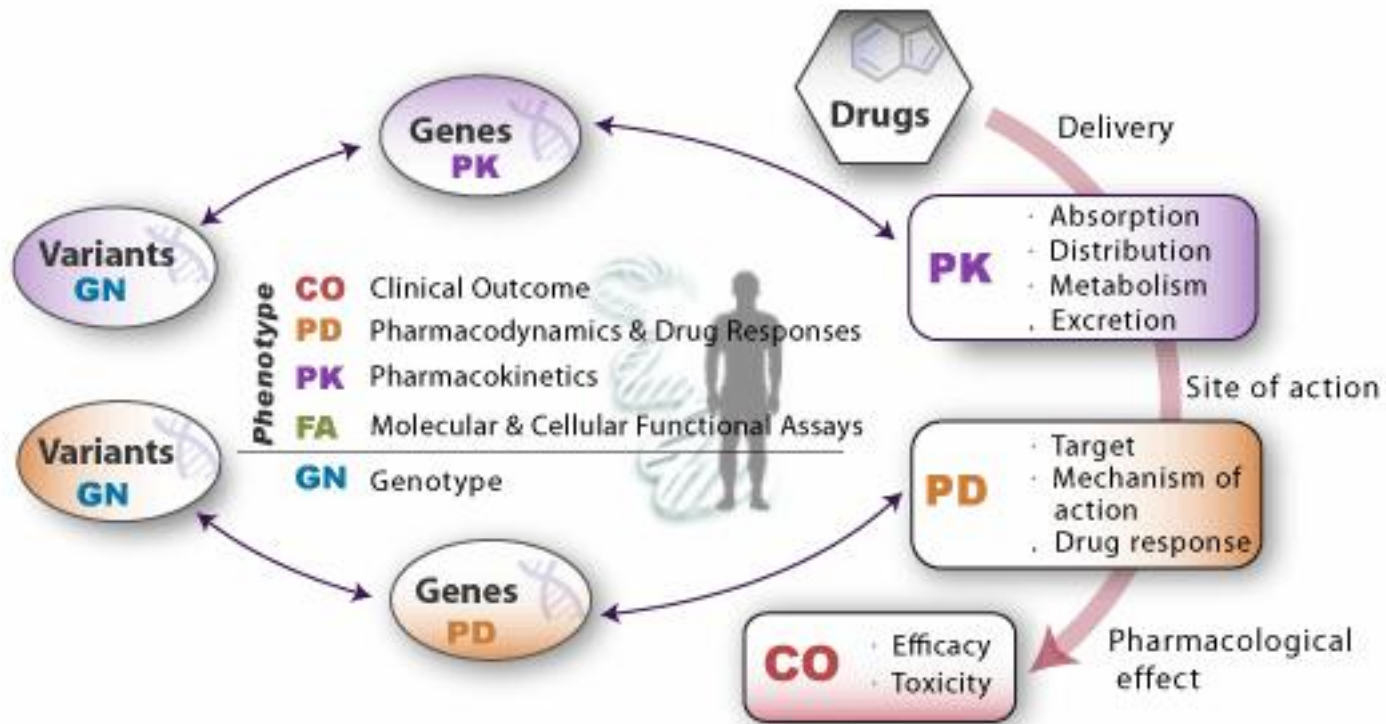 Drugs
Delivery
Genes
PK
Variants
GN
PK
· Absorption
· Distribution
· Metabolism
. Excretion
Phenotype
CO Clinical Outcome
PD Pharmacodynamics & Drug Responses
PK Pharmacokinetics
FA Molecular & Cellular Functional Assays
GN Genotype
Site of action
Variants
GN
PD
· Target
· Mechanism of
action
. Drug response
Genes
PD
CO
· Efficacy
· Toxicity
Pharmacological
effect